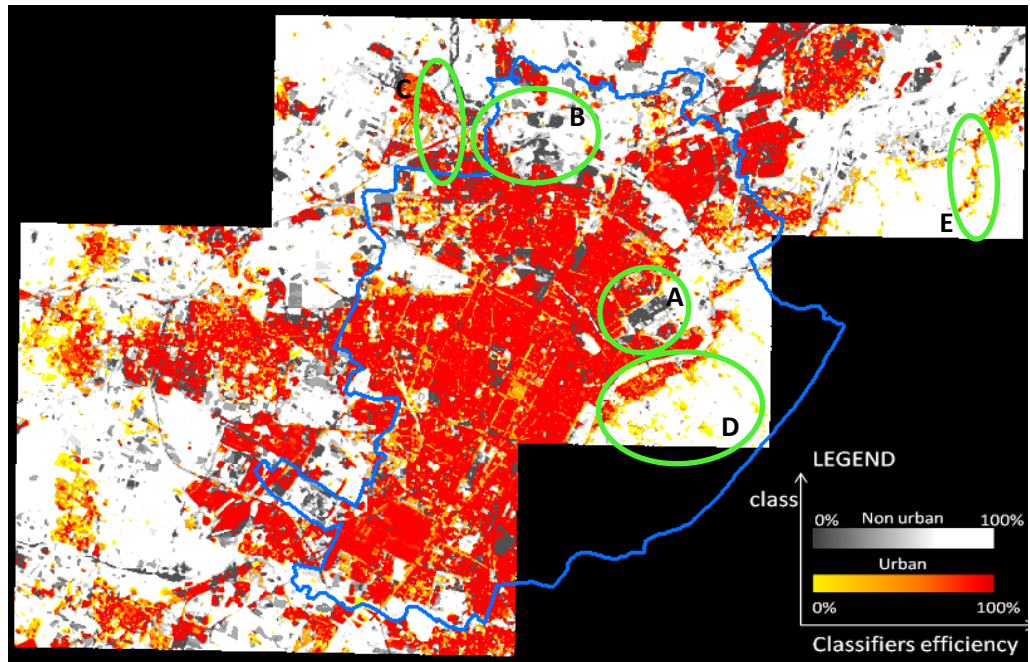 C
B
E
A
D
LEGEND
class
0% Non urban 100%
Urban
0% 100%
Classifiers efficiency